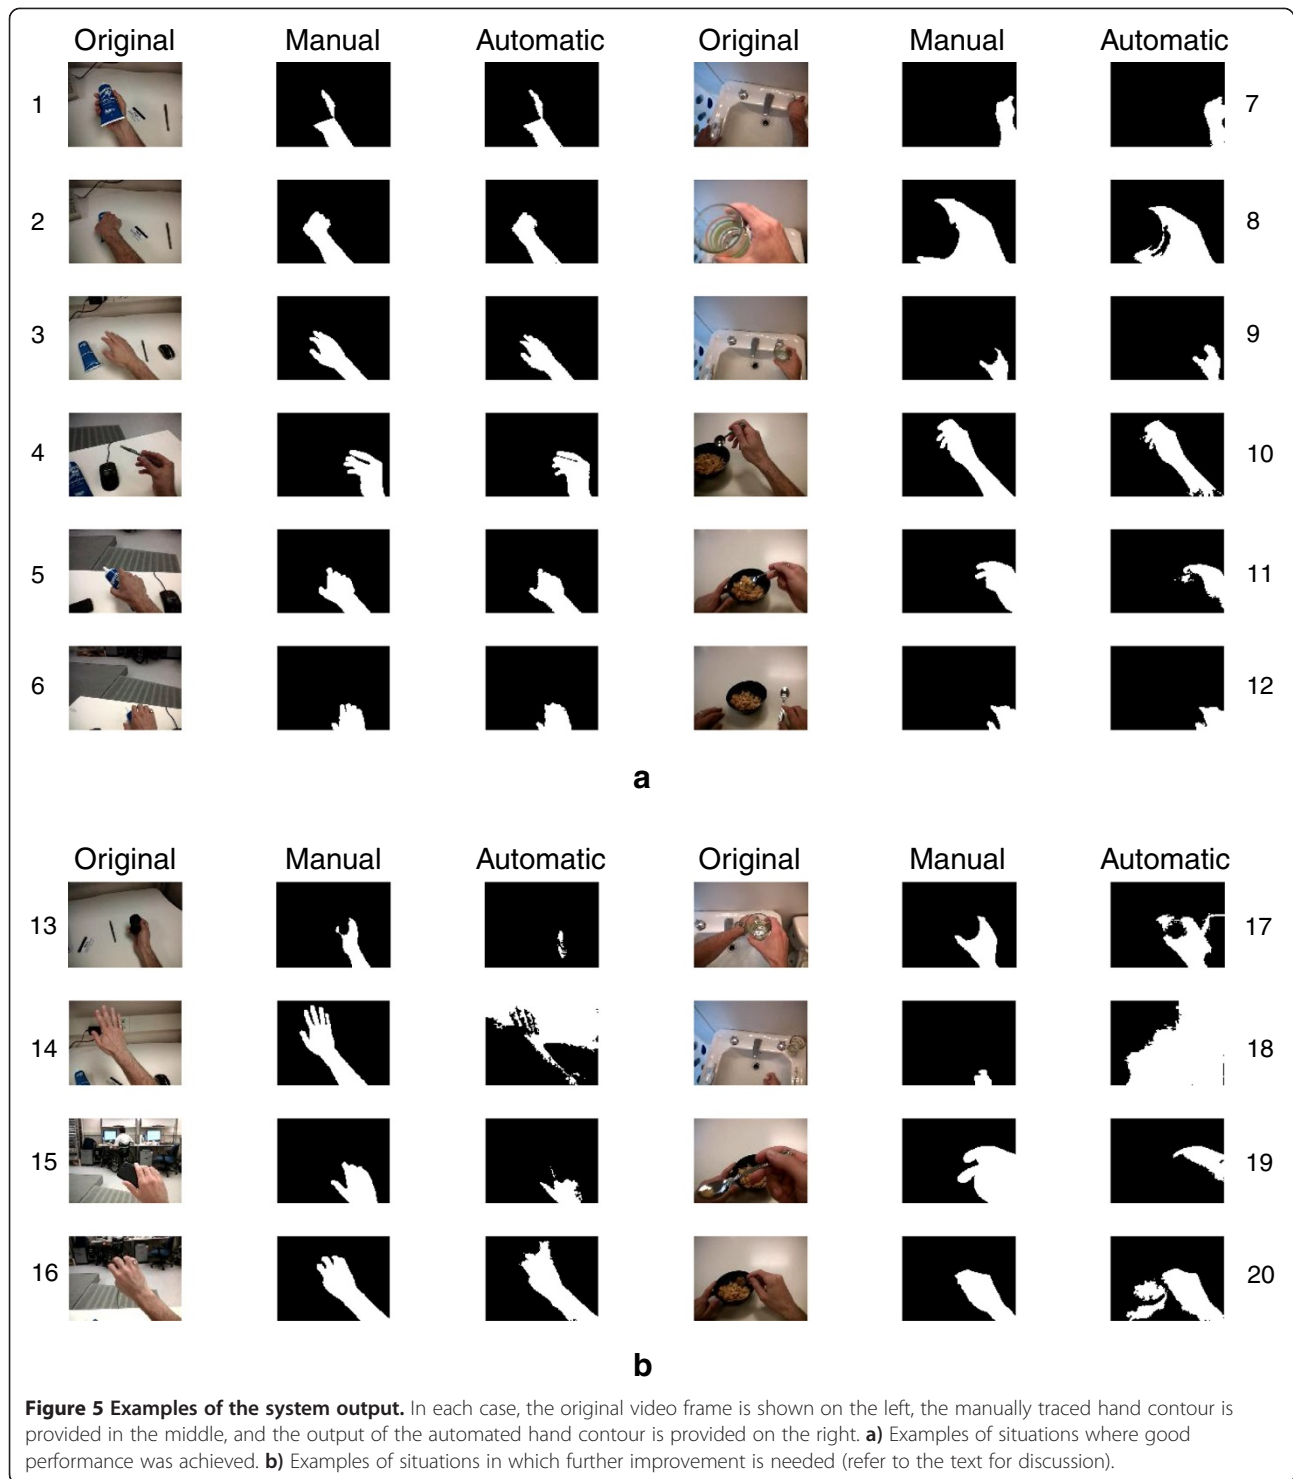 Original Manual Automatic Original Manual Automatic
1 7
2 8
3 9
4 10
5 11
6 12
a
Original Manual Automatic Original Manual Automatic
13 17
14 18
15 19
16 20
b
Figure 5 Examples of the system output. In each case, the original video frame is shown on the left, the manually traced hand contour is
provided in the middle, and the output of the automated hand contour is provided on the right. a) Examples of situations where good
performance was achieved. b) Examples of situations in which further improvement is needed (refer to the text for discussion).